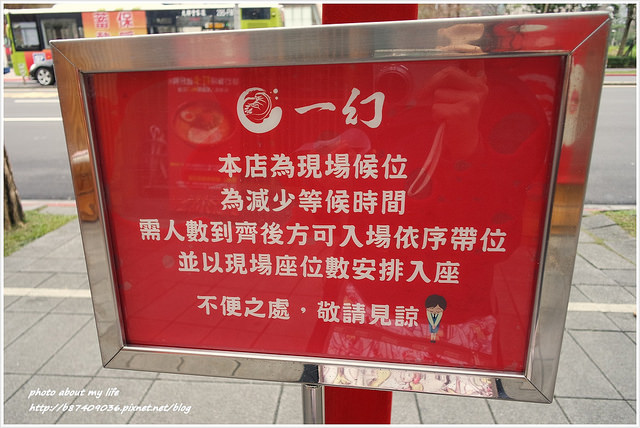 一幻
本店為現場候位
為減少等候時間
需人數到齊後方可入場依序帶位
並以現場座位數安排入座
不便之處，敬請見諒
photo about my life
http://b87409036.pixnet.net/blog